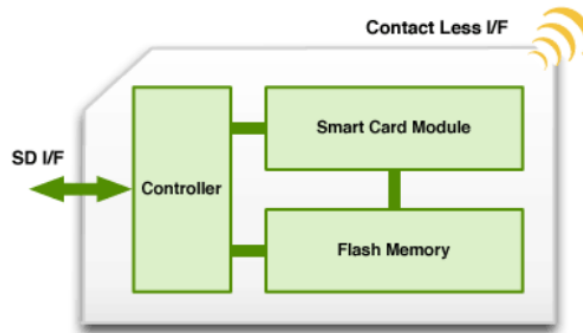 Contact Less I/F
Smart Card Module
SD I/F
Controller
Flash Memory